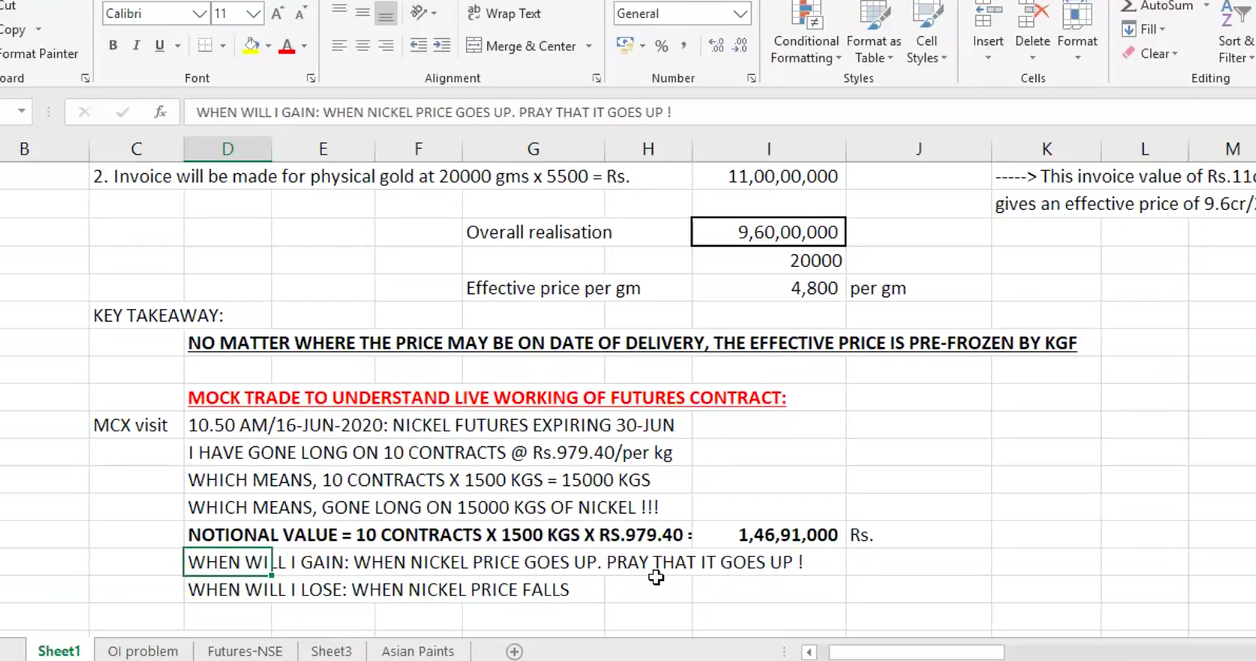 Cut
Calibri 11 Wrap Text General AutoSum
Copy Fill
Format Painter B I U Merge & Center % Conditional Formatting Format as Table Cell Styles Insert Delete Format Clear Sort & Filter
Font Alignment Number Styles Cells Editing
fx WHEN WILL I GAIN: WHEN NICKEL PRICE GOES UP. PRAY THAT IT GOES UP !
B C D E F G H I J K L M
2. Invoice will be made for physical gold at 20000 gms x 5500 = Rs. 11,00,00,000 -----> This invoice value of Rs.11c
gives an effective price of 9.6cr/2
Overall realisation 9,60,00,000
20000
Effective price per gm 4,800 per gm
KEY TAKEAWAY:
NO MATTER WHERE THE PRICE MAY BE ON DATE OF DELIVERY, THE EFFECTIVE PRICE IS PRE-FROZEN BY KGF
MOCK TRADE TO UNDERSTAND LIVE WORKING OF FUTURES CONTRACT:
MCX visit 10.50 AM/16-JUN-2020: NICKEL FUTURES EXPIRING 30-JUN
I HAVE GONE LONG ON 10 CONTRACTS @ Rs.979.40/per kg
WHICH MEANS, 10 CONTRACTS X 1500 KGS = 15000 KGS
WHICH MEANS, GONE LONG ON 15000 KGS OF NICKEL !!!
NOTIONAL VALUE = 10 CONTRACTS X 1500 KGS X RS.979.40 = 1,46,91,000 Rs.
WHEN WILL I GAIN: WHEN NICKEL PRICE GOES UP. PRAY THAT IT GOES UP !
WHEN WILL I LOSE: WHEN NICKEL PRICE FALLS
Sheet1 OI problem Futures-NSE Sheet3 Asian Paints